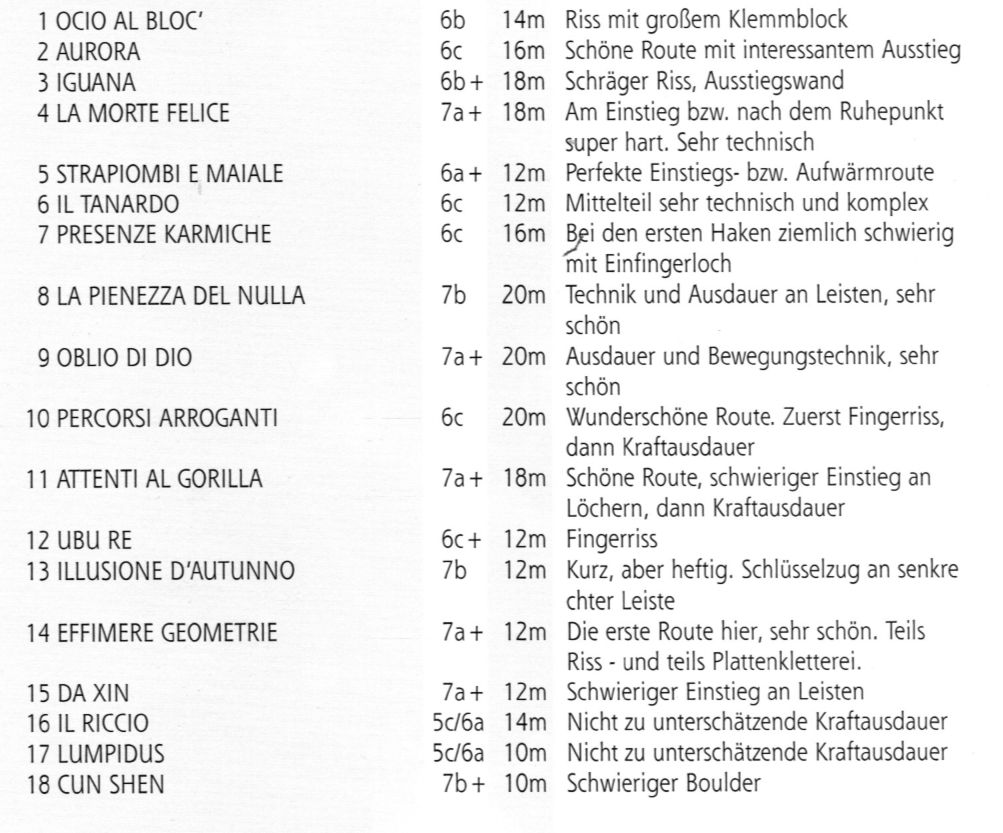 1 OCIO AL BLOC' 6b 14m Riss mit großem Klemmblock
2 AURORA 6c 16m Schöne Route mit interessantem Ausstieg
3 IGUANA 6b+ 18m Schräger Riss, Ausstiegswand
4 LA MORTE FELICE 7a+ 18m Am Einstieg bzw. nach dem Ruhepunkt
super hart. Sehr technisch
5 STRAPIOMBI E MAIALE 6a+ 12m Perfekte Einstiegs- bzw. Aufwärmroute
6 IL TANARDO 6c 12m Mittelteil sehr technisch und komplex
7 PRESENZE KARMICHE 6c 16m Bei den ersten Haken ziemlich schwierig
mit Einfingerloch
8 LA PIENEZZA DEL NULLA 7b 20m Technik und Ausdauer an Leisten, sehr
schön
9 OBLIO DI DIO 7a+ 20m Ausdauer und Bewegungstechnik, sehr
schön
10 PERCORSI ARROGANTI 6c 20m Wunderschöne Route. Zuerst Fingerriss,
dann Kraftausdauer
11 ATTENTI AL GORILLA 7a+ 18m Schöne Route, schwieriger Einstieg an
Löchern, dann Kraftausdauer
12 UBU RE 6c+ 12m Fingerriss
13 ILLUSIONE D'AUTUNNO 7b 12m Kurz, aber heftig. Schlüsselzug an senkre
chter Leiste
14 EFFIMERE GEOMETRIE 7a+ 12m Die erste Route hier, sehr schön. Teils
Riss - und teils Plattenkletterei.
15 DA XIN 7a+ 12m Schwieriger Einstieg an Leisten
16 IL RICCIO 5c/6a 14m Nicht zu unterschätzende Kraftausdauer
17 LUMPIDUS 5c/6a 10m Nicht zu unterschätzende Kraftausdauer
18 CUN SHEN 7b+ 10m Schwieriger Boulder